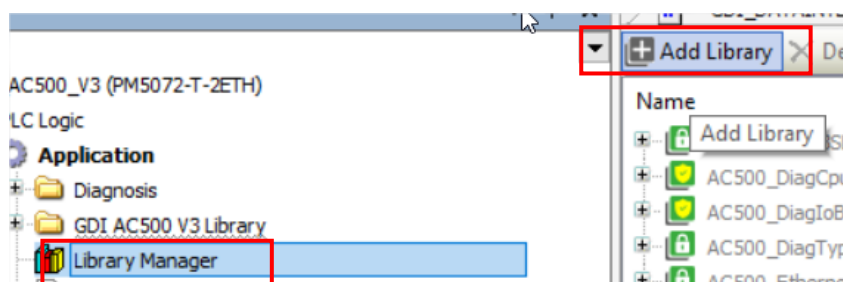 Add Library
AC500_V3 (PM5072-T-2ETH)
Name
LC Logic
Add Library
Application
Diagnosis
AC500_DiagCpu
GDI AC500 V3 Library
AC500_DiagIoB
Library Manager
AC500_DiagTyp